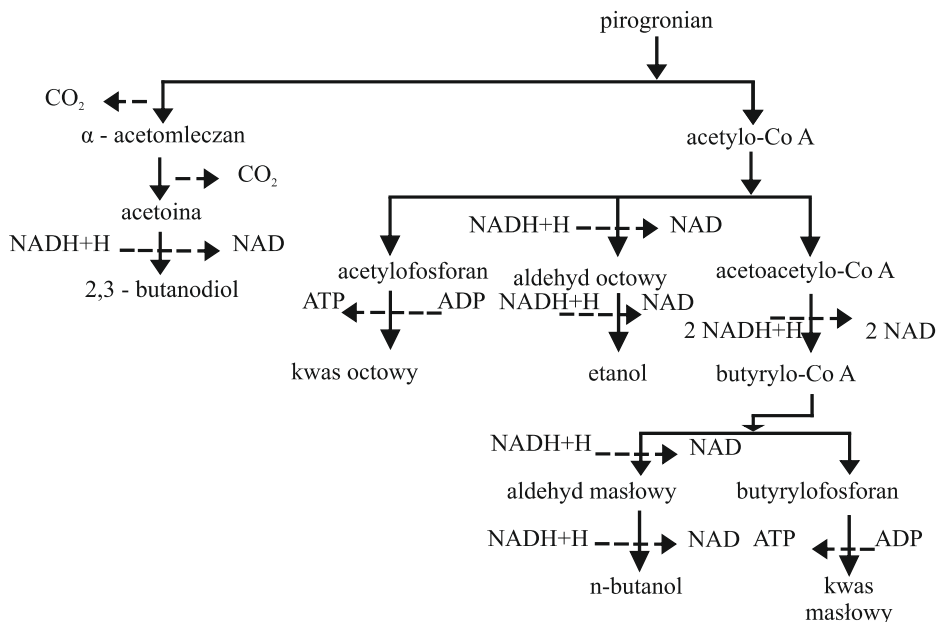 pirogronian
CO₂
α - acetomleczan
acetylo-Co A
CO₂
acetoina
NADH+H
NAD
NADH+H
NAD
2,3 - butanodiol
acetylofosforan
aldehyd octowy
acetoacetylo-Co A
ATP
ADP
NADH+H
NAD
2 NADH+H
2 NAD
kwas octowy
etanol
butyrylo-Co A
NADH+H
NAD
aldehyd masłowy
butyrylofosforan
NADH+H
NAD
ATP
ADP
n-butanol
kwas
masłowy